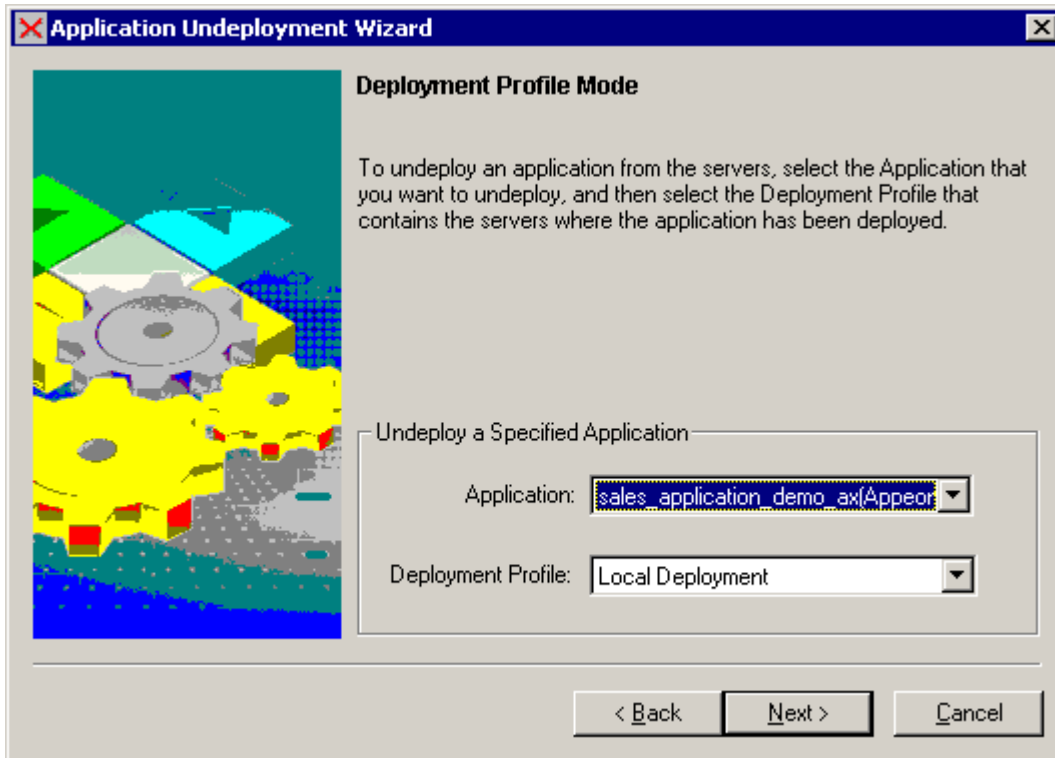 Application Undeployment Wizard
Deployment Profile Mode
To undeploy an application from the servers, select the Application that
you want to undeploy, and then select the Deployment Profile that
contains the servers where the application has been deployed.
Undeploy a Specified Application
Application: sales_application_demo_ax(Appeon
Deployment Profile: Local Deployment
< Back Next > Cancel